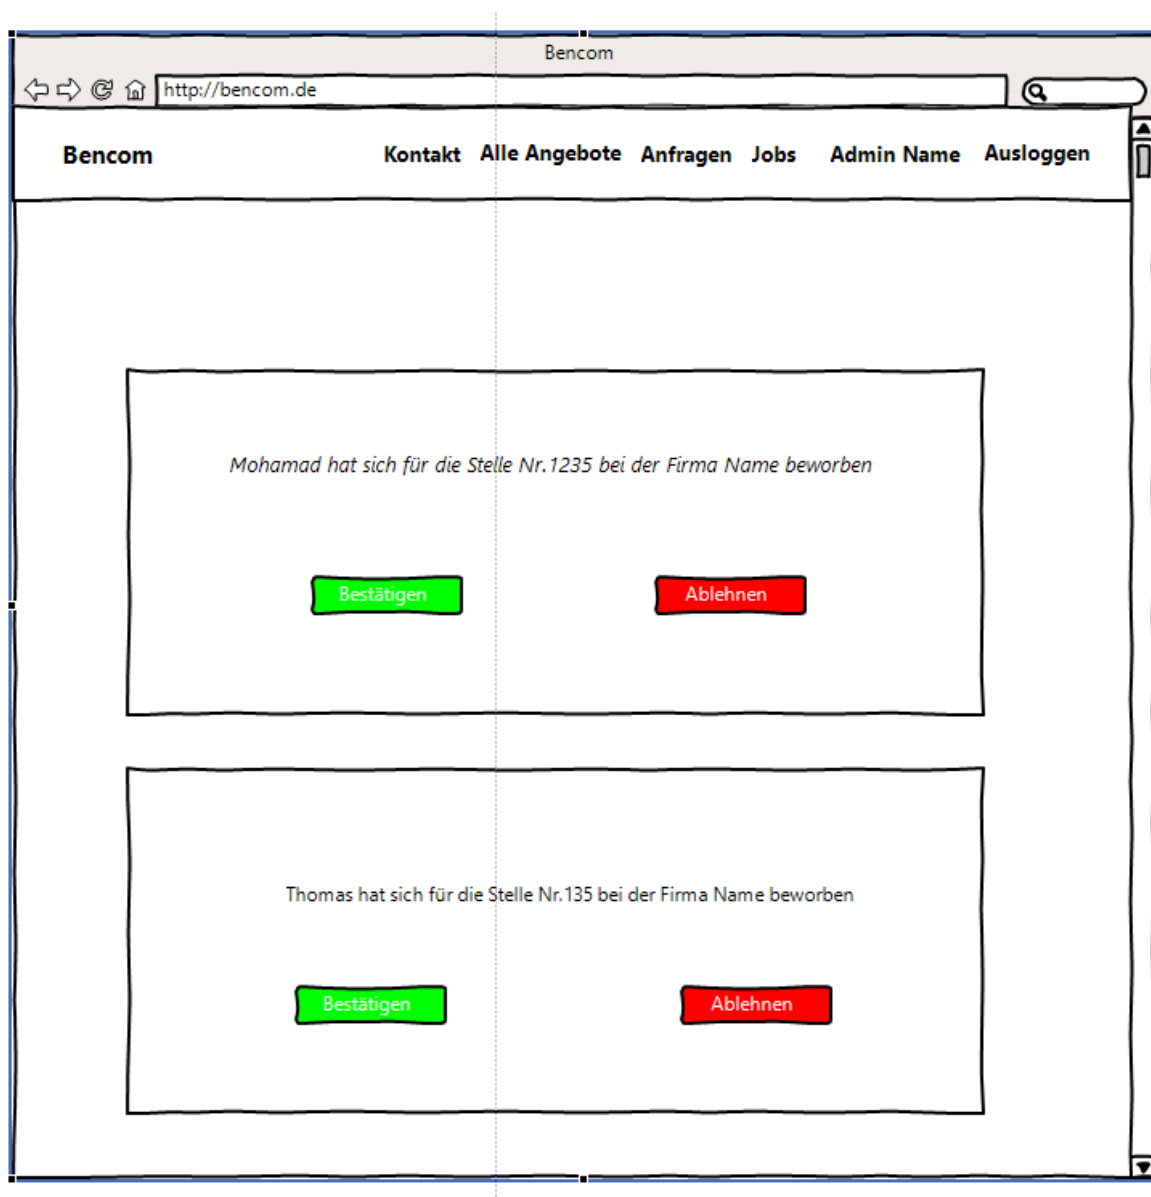 Bencom
http://bencom.de
Bencom Kontakt Alle Angebote Anfragen Jobs Admin Name Ausloggen
Mohamad hat sich für die Stelle Nr.1235 bei der Firma Name beworben
Bestätigen Ablehnen
Thomas hat sich für die Stelle Nr.135 bei der Firma Name beworben
Bestätigen Ablehnen